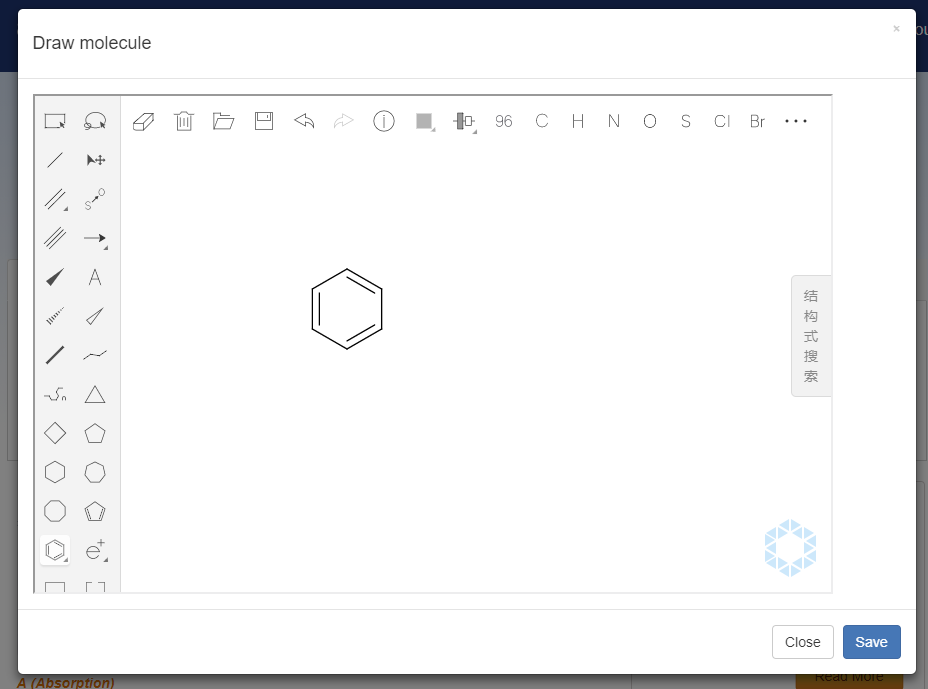 Draw molecule
×
96 C H N O S Cl Br ···
S O
A
n
e+
结
构
式
搜
索
Close Save
A (Absorption)
Read More